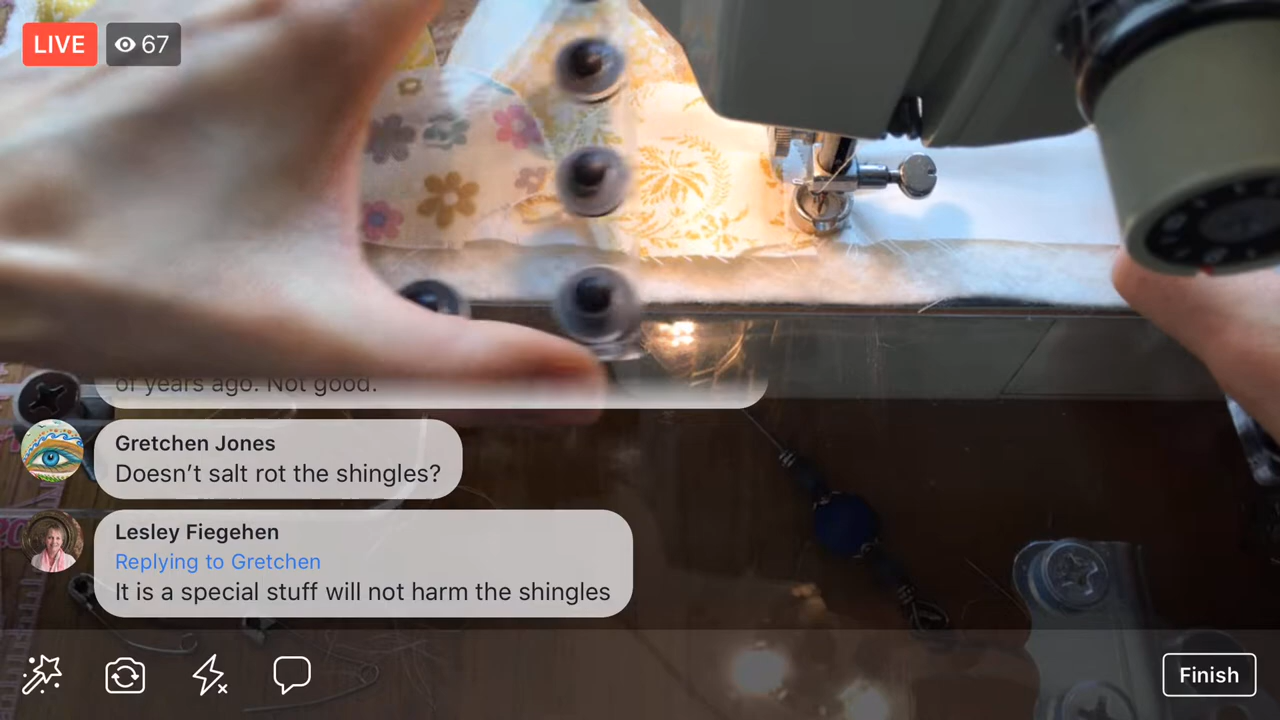 LIVE
67
of years ago. Not good.
Gretchen Jones
Doesn’t salt rot the shingles?
Lesley Fiegehen
Replying to Gretchen
It is a special stuff will not harm the shingles
Finish